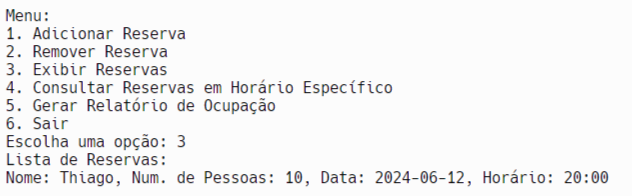 Menu:
1. Adicionar Reserva
2. Remover Reserva
3. Exibir Reservas
4. Consultar Reservas em Horário Específico
5. Gerar Relatório de Ocupação
6. Sair
Escolha uma opção: 3
Lista de Reservas:
Nome: Thiago, Num. de Pessoas: 10, Data: 2024-06-12, Horário: 20:00